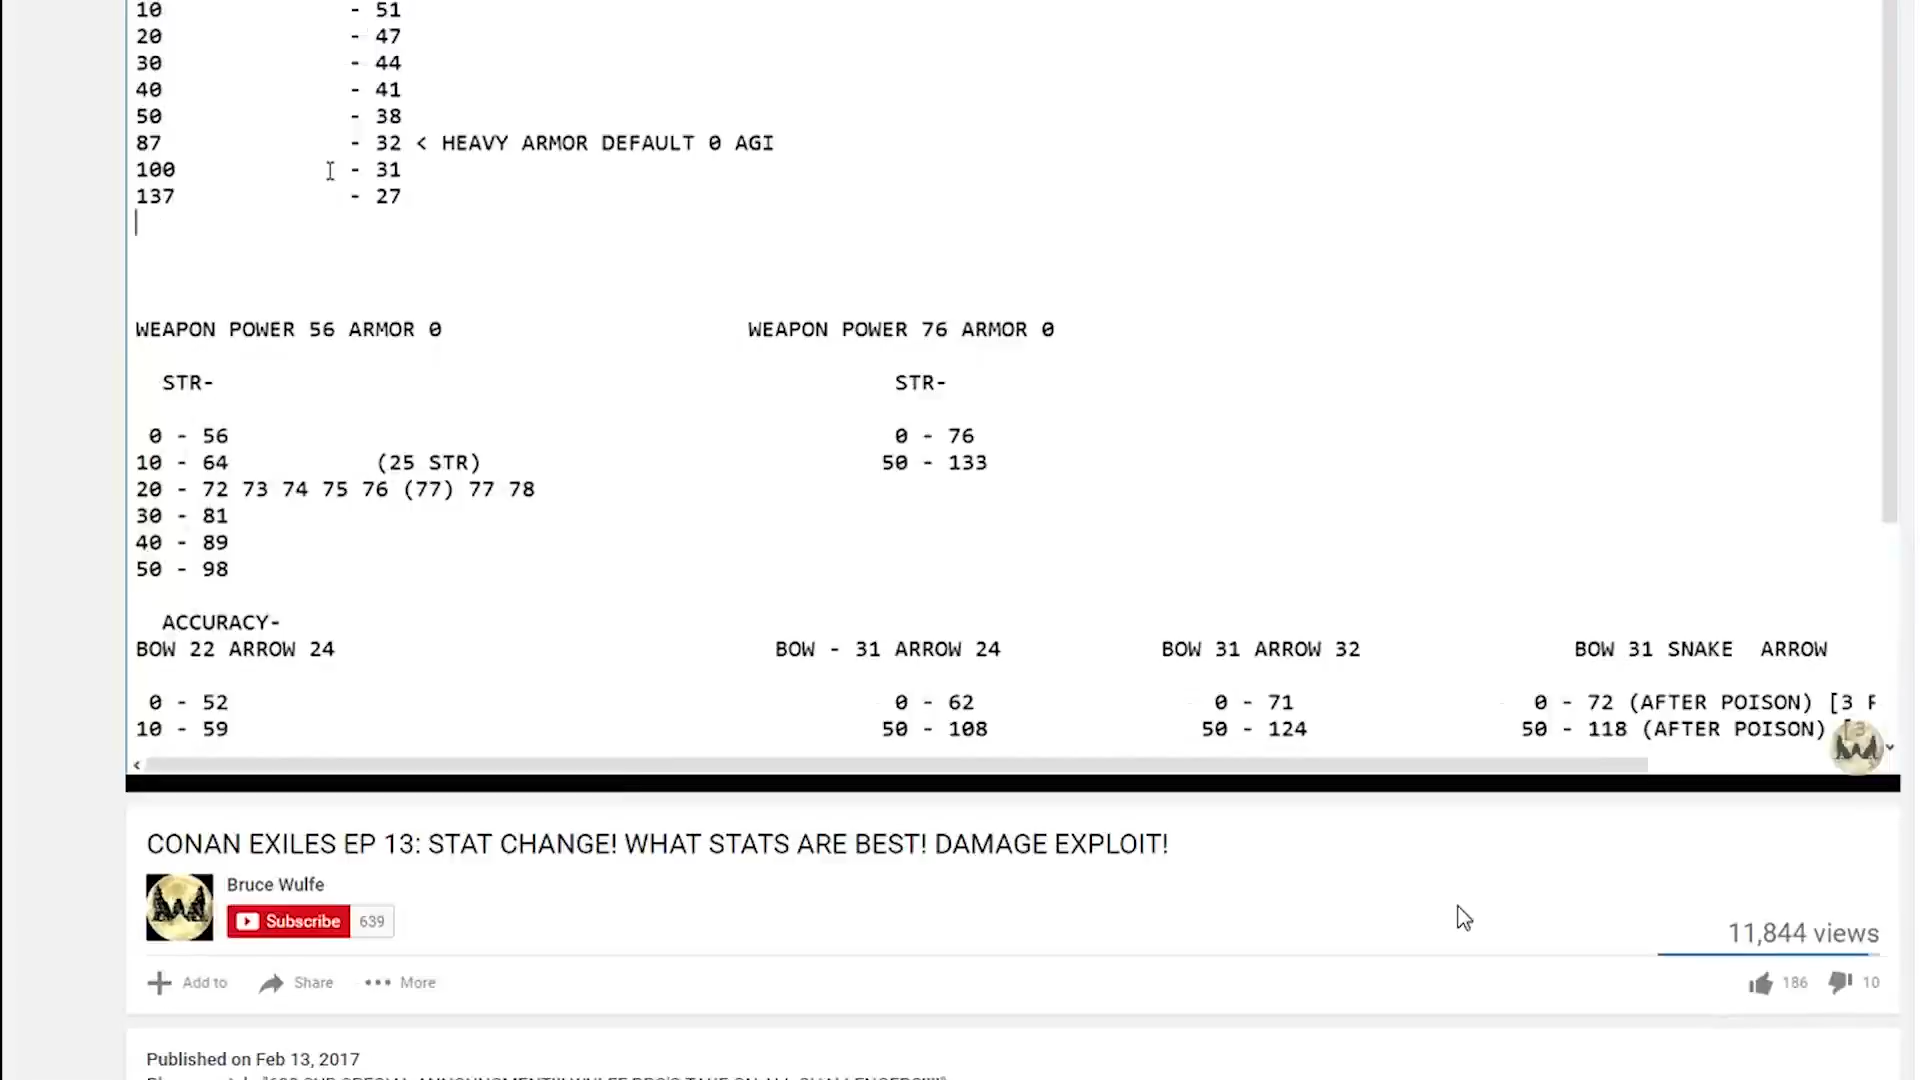 10 - 51
20 - 47
30 - 44
40 - 41
50 - 38
87 - 32 < HEAVY ARMOR DEFAULT 0 AGI
100 - 31
137 - 27
WEAPON POWER 56 ARMOR 0 WEAPON POWER 76 ARMOR 0
STR- STR-
0 - 56 0 - 76
10 - 64 (25 STR) 50 - 133
20 - 72 73 74 75 76 (77) 77 78
30 - 81
40 - 89
50 - 98
ACCURACY-
BOW 22 ARROW 24 BOW - 31 ARROW 24 BOW 31 ARROW 32 BOW 31 SNAKE ARROW
0 - 52 0 - 62 0 - 71 0 - 72 (AFTER POISON) [3
10 - 59 50 - 108 50 - 124 50 - 118 (AFTER POISON) [3
CONAN EXILES EP 13: STAT CHANGE! WHAT STATS ARE BEST! DAMAGE EXPLOIT!
Bruce Wulfe
Subscribe 639
11,844 views
Add to Share More 186 10
Published on Feb 13, 2017